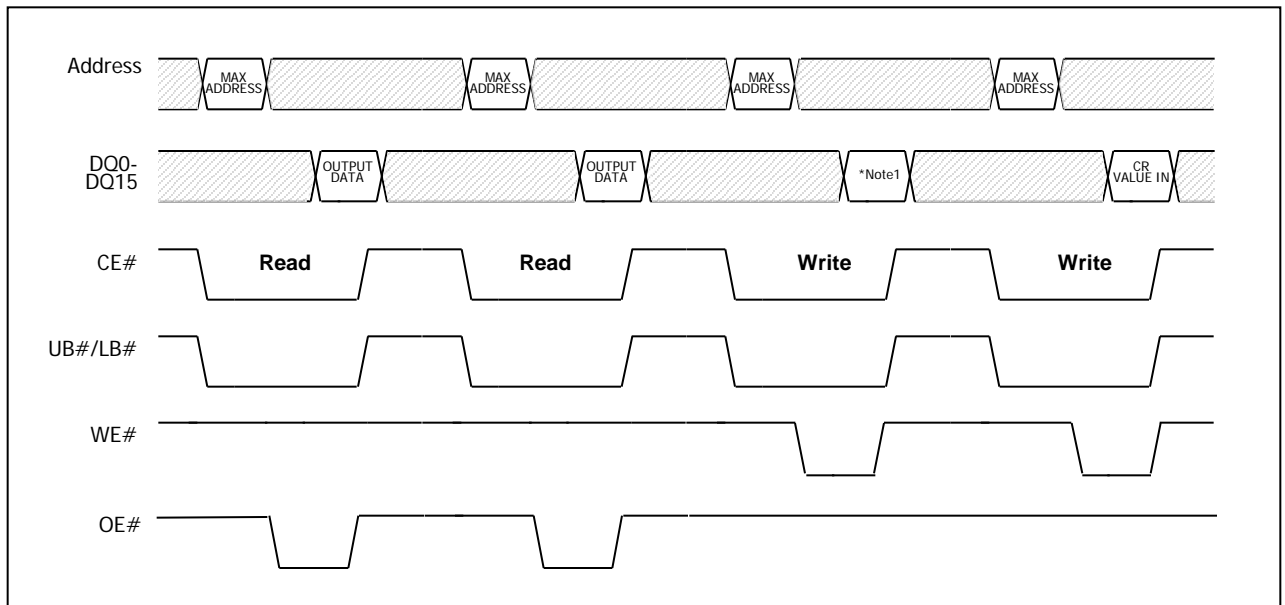 Address
MAX
ADDRESS
MAX
ADDRESS
MAX
ADDRESS
MAX
ADDRESS
DQ0-
DQ15
OUTPUT
DATA
OUTPUT
DATA
*Note1
CR
VALUE IN
CE#
Read
Read
Write
Write
UB#/LB#
WE#
OE#